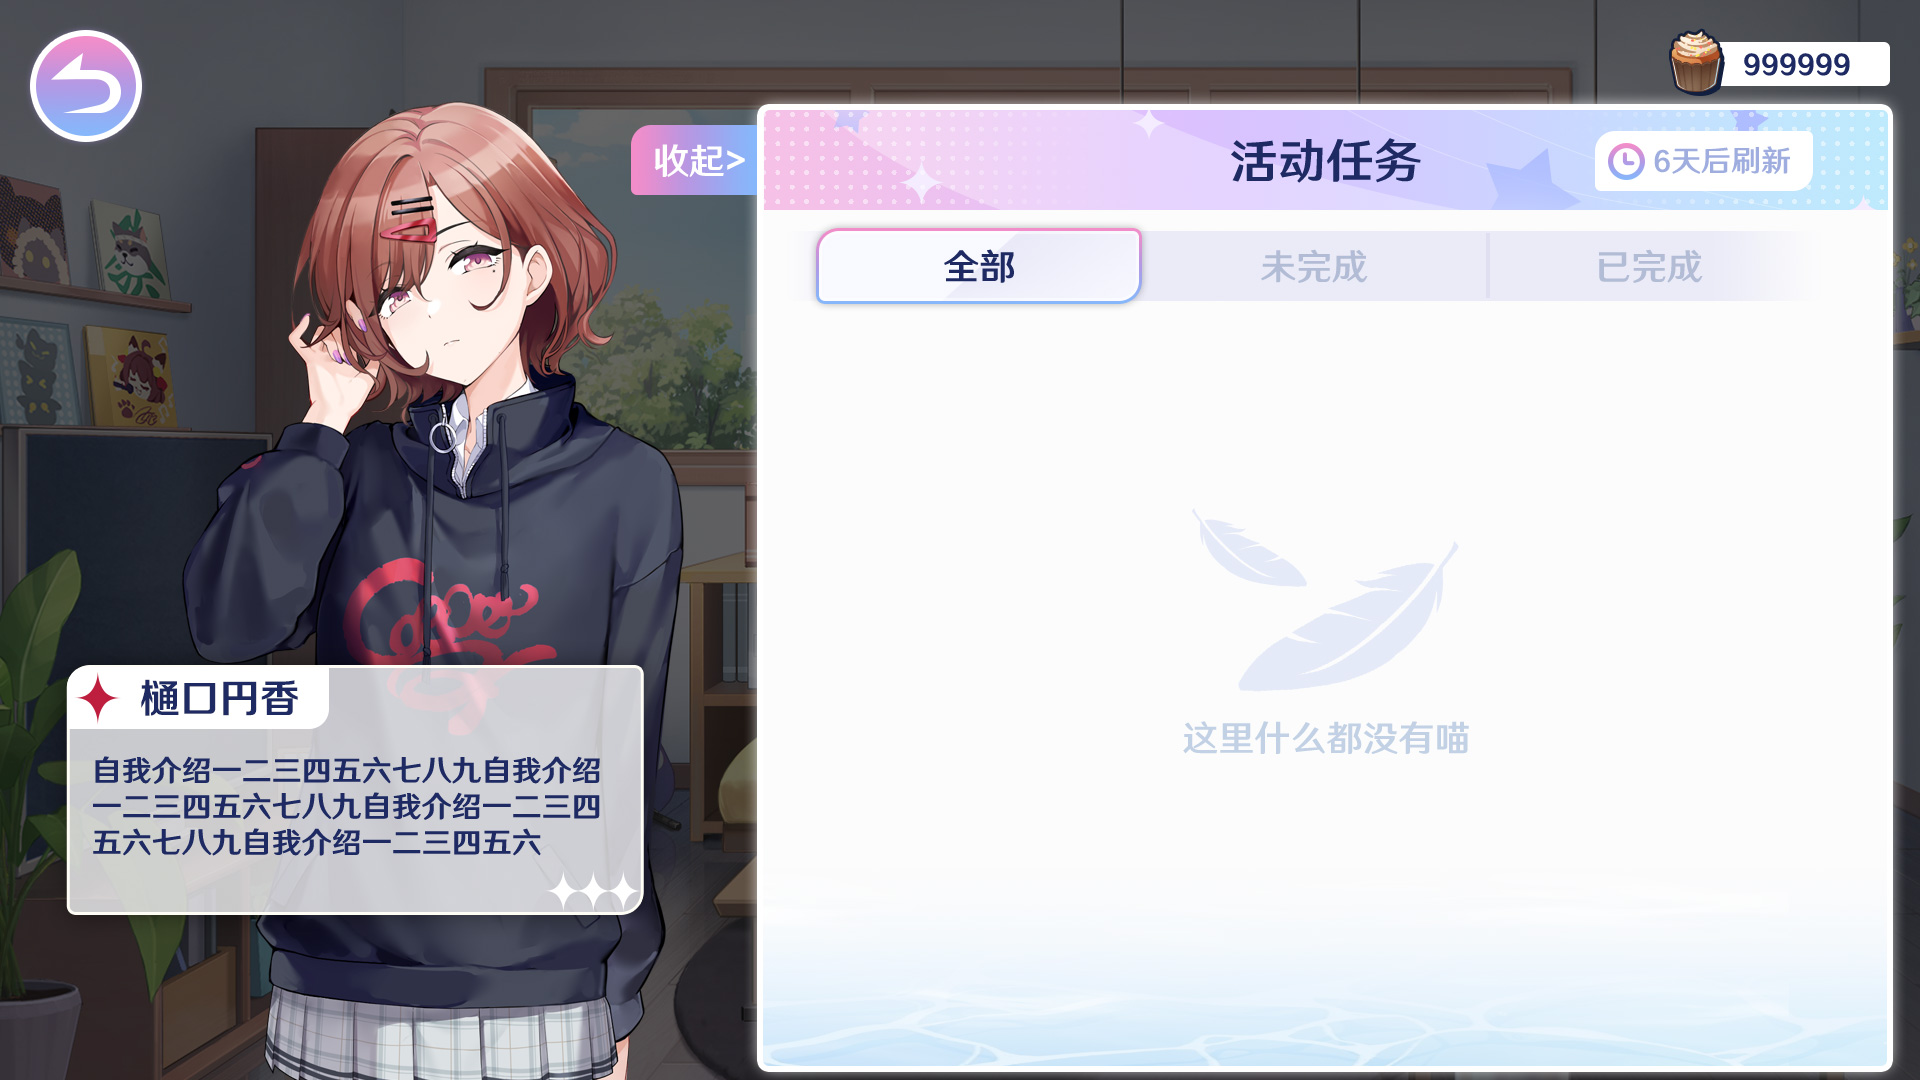 999999
收起>
活动任务
6天后刷新
全部
未完成
已完成
这里什么都没有喵
樋口円香
自我介绍一二三四五六七八九自我介绍
一二三四五六七八九自我介绍一二三四
五六七八九自我介绍一二三四五六